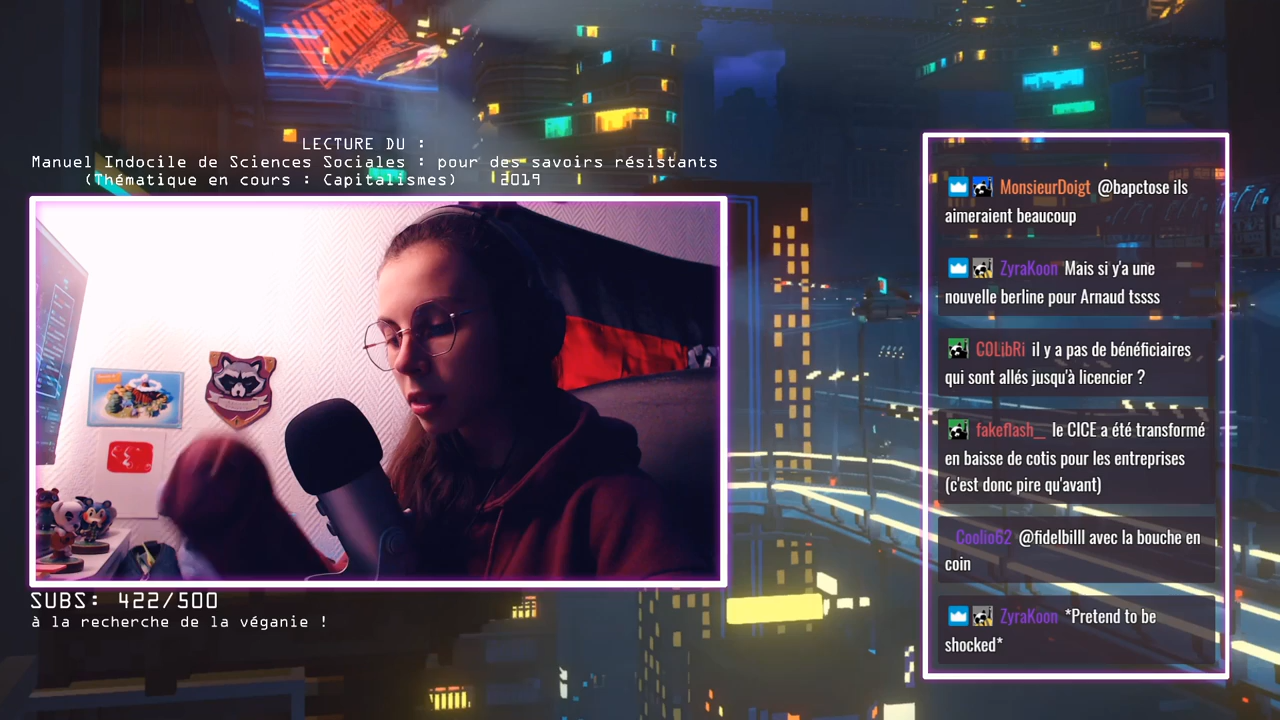 LECTURE DU :
Manuel Indocile de Sciences Sociales : pour des savoirs résistants
(Thématique en cours : Capitalismes) 2019
SUBS: 422/500
à la recherche de la véganie !
MonsieurDoigt @bapctose ils
aimeraient beaucoup
ZyraKoon Mais si y'a une
nouvelle berline pour Arnaud tssss
COLibRi il y a pas de bénéficiaires
qui sont allés jusqu'à licencier ?
fakeflash__ le CICE a été transformé
en baisse de cotis pour les entreprises
(c'est donc pire qu'avant)
Coolio62 @fidelbilll avec la bouche en
coin
ZyraKoon *Pretend to be
shocked*